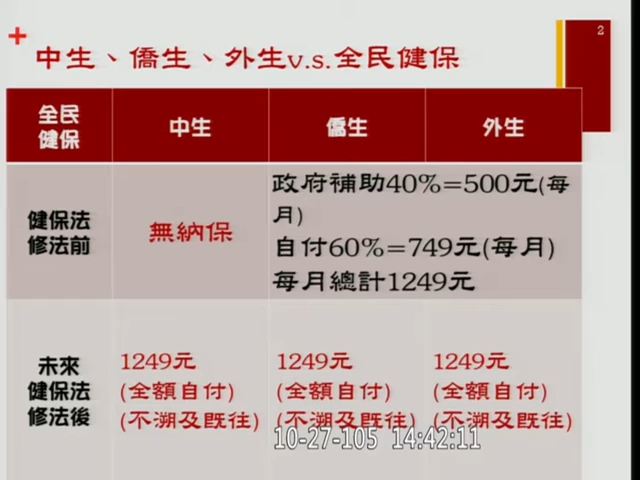 2
+
中生、僑生、外生v.s.全民健保
全民
健保
中生
僑生
外生
健保法
修法前
無納保
政府補助40%=500元(每
月)
自付60%=749元(每月)
每月總計1249元
未來
健保法
修法後
1249元
(全額自付)
(不溯及既往)
1249元
(全額自付)
(不溯及既往)
1249元
(全額自付)
(不溯及既往)
10-27-105 14:42:11